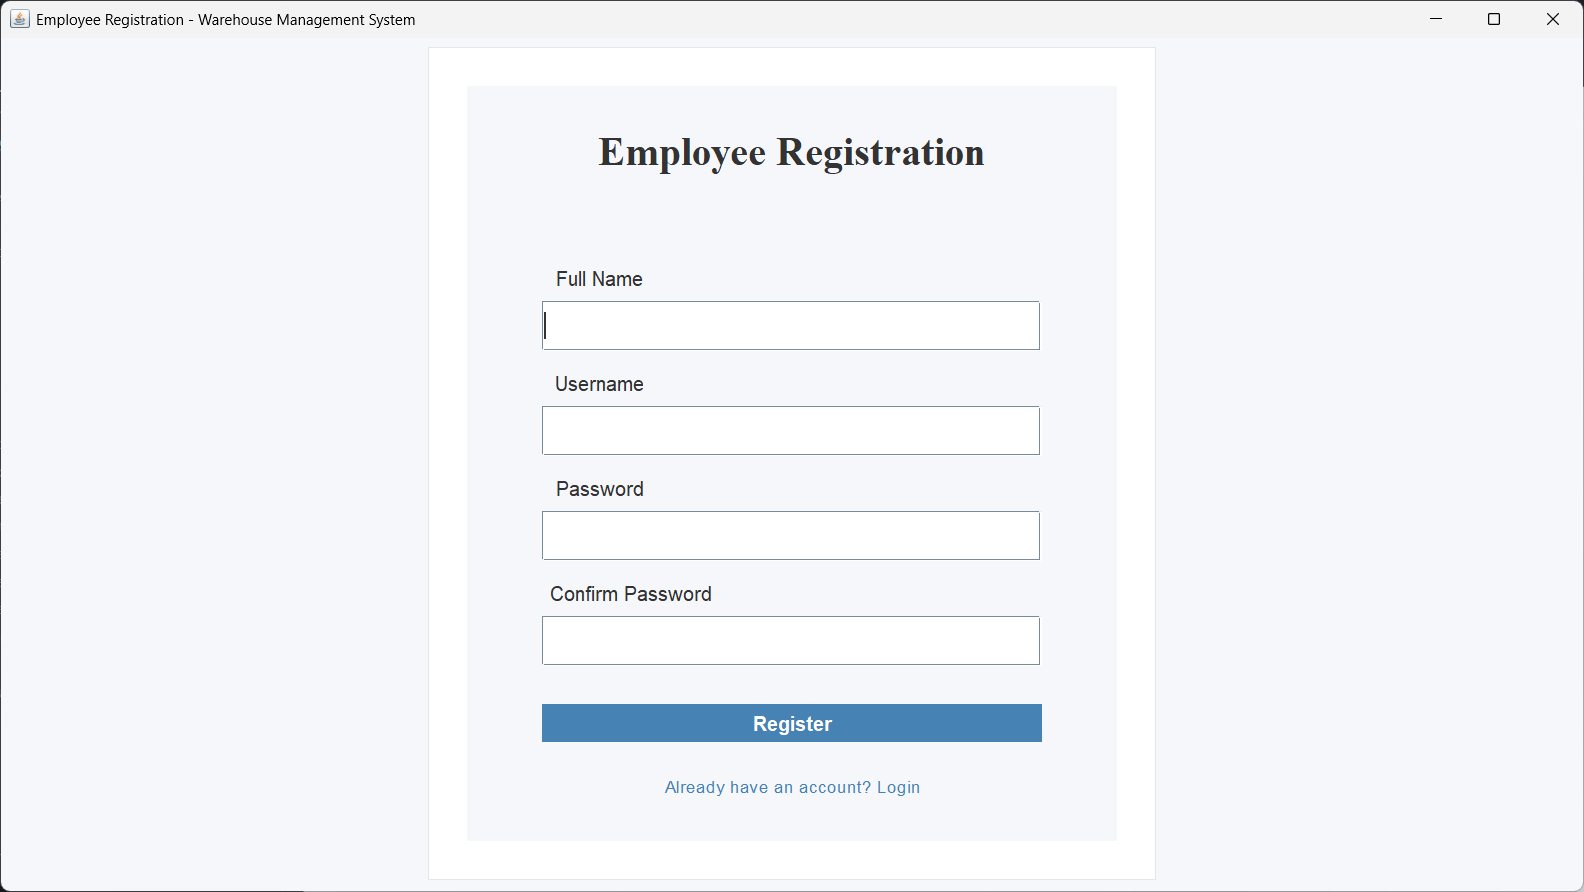 Employee Registration - Warehouse Management System
Employee Registration
Full Name
Username
Password
Confirm Password
Register
Already have an account? Login